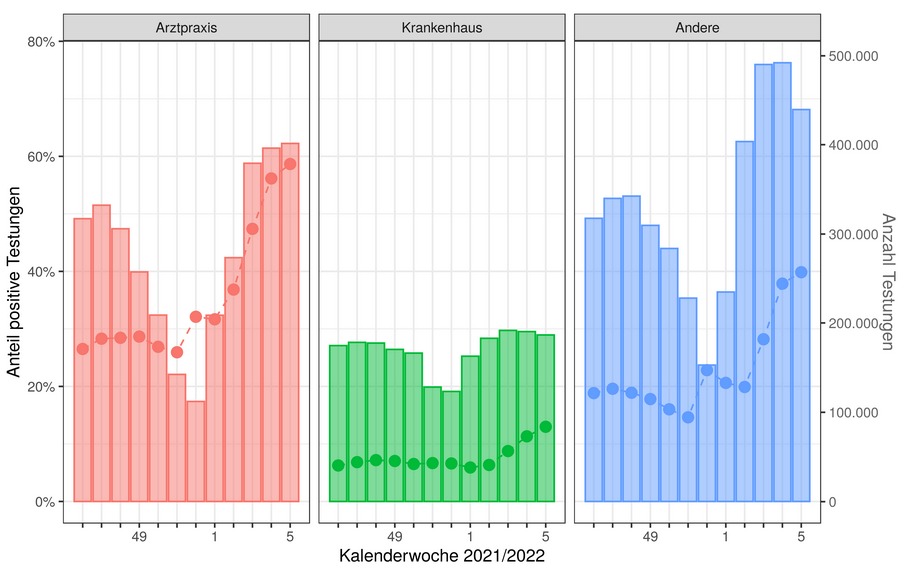 Arztpraxis
Krankenhaus
Andere
Anteil positive Testungen
80%
60%
40%
20%
0%
500.000
400.000
300.000
200.000
100.000
0
Anzahl Testungen
49 1 5
49 1 5
49 1 5
Kalenderwoche 2021/2022